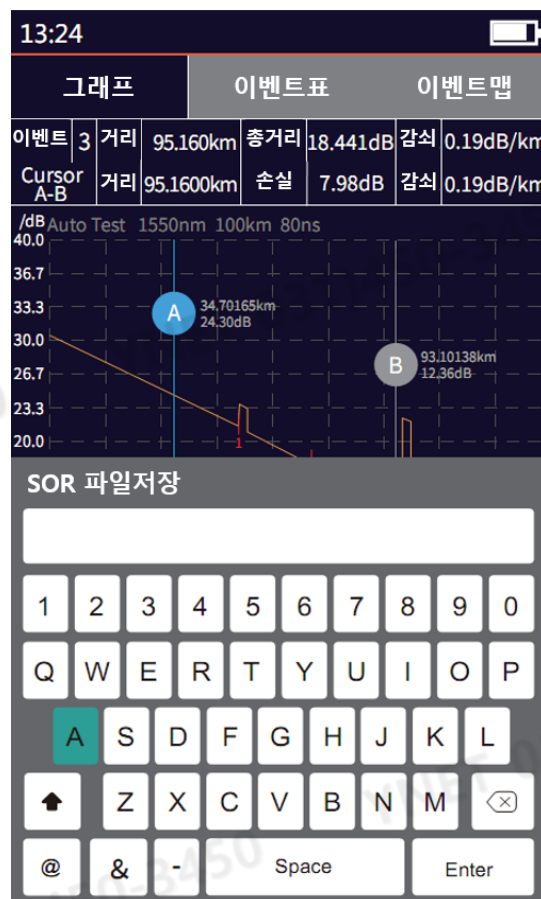 13:24
그래프 이벤트표 이벤트맵
이벤트 3 거리 95.160km 총거리 18.441dB 감쇠 0.19dB/km
Cursor A-B 거리 95.1600km 손실 7.98dB 감쇠 0.19dB/km
/dB Auto Test 1550nm 100km 80ns
40.0
36.7
33.3 A 34.70165km
24.30dB
30.0
26.7 B 93.10138km
12.36dB
23.3
20.0 1
SOR 파일저장
1 2 3 4 5 6 7 8 9 0
Q W E R T Y U I O P
A S D F G H J K L
Z X C V B N M
@ & - Space Enter